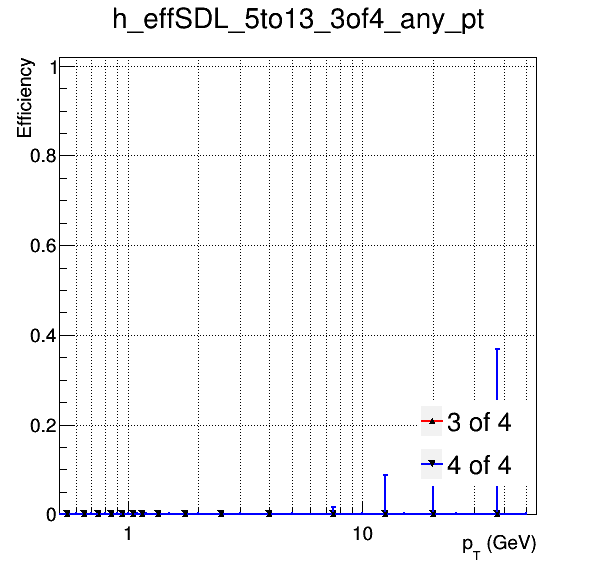 h_effSDL_5to13_3of4_any_pt
Efficiency
1
0.8
0.6
0.4
0.2
0
3 of 4
4 of 4
1 10
p_T (GeV)